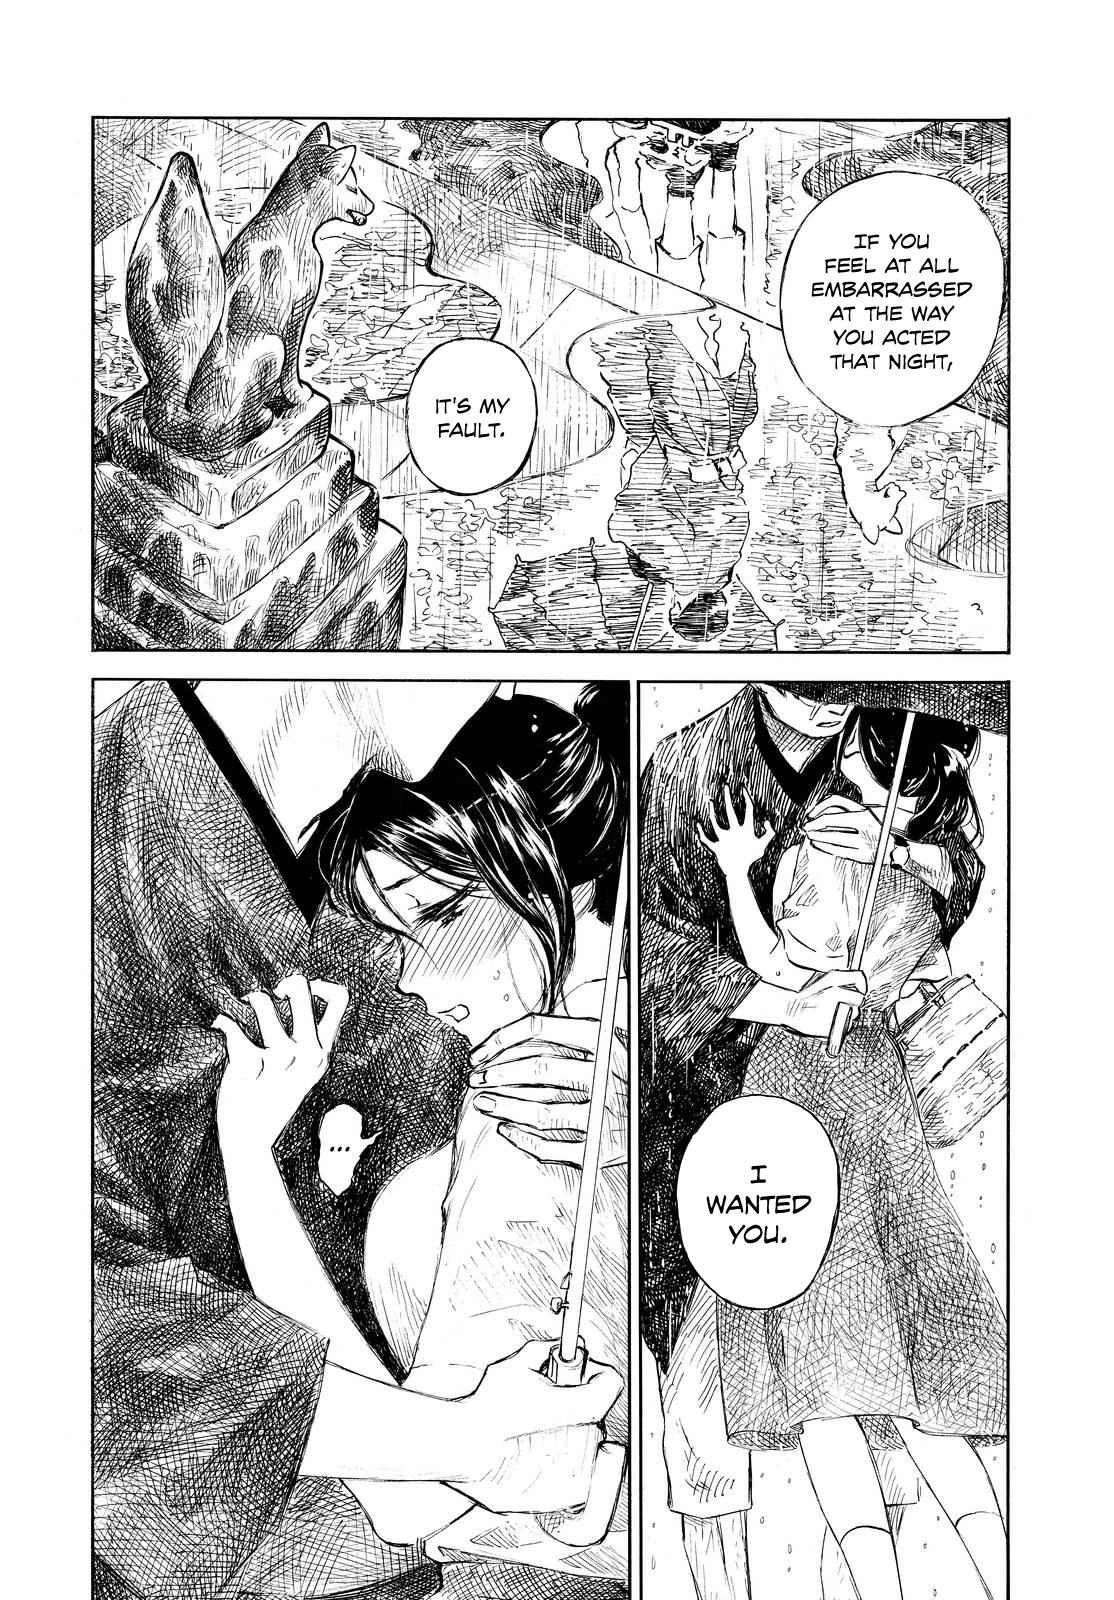 IF YOU
FEEL AT ALL
EMBARRASSED
AT THE WAY
YOU ACTED
THAT NIGHT,
IT'S MY
FAULT.
I
WANTED
YOU.
...